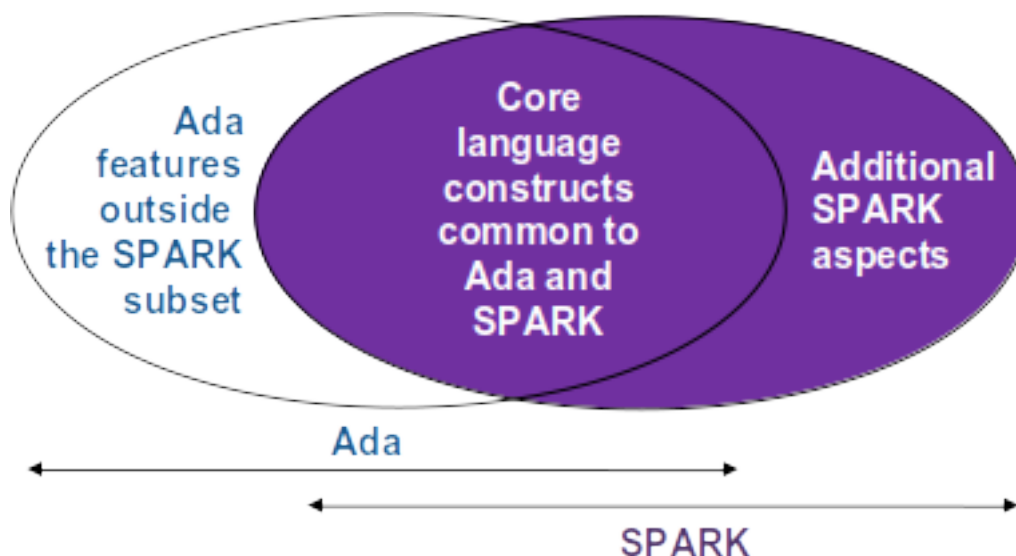 Ada
features
outside
the SPARK
subset
Core
language
constructs
common to
Ada and
SPARK
Additional
SPARK
aspects
Ada
SPARK